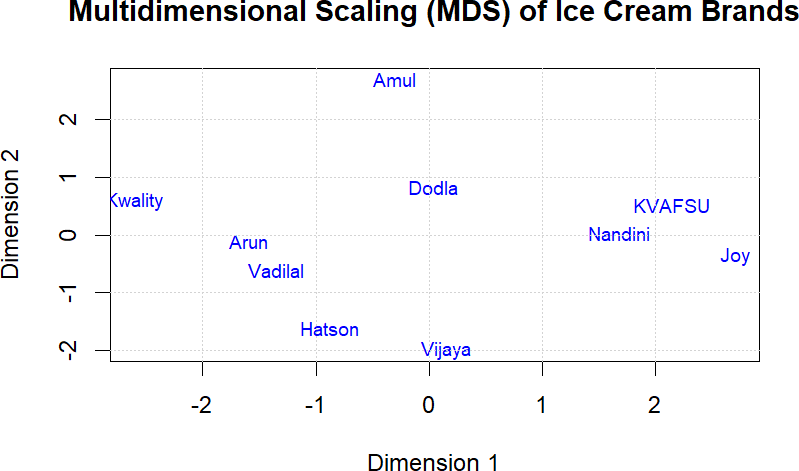 Multidimensional Scaling (MDS) of Ice Cream Brands
Dimension 2
2
1
0
-1
-2
Amul
Dodla
Kwality
KVAFSU
Nandini
Arun
Joy
Vadilal
Hatson
Vijaya
-2
-1
0
1
2
Dimension 1